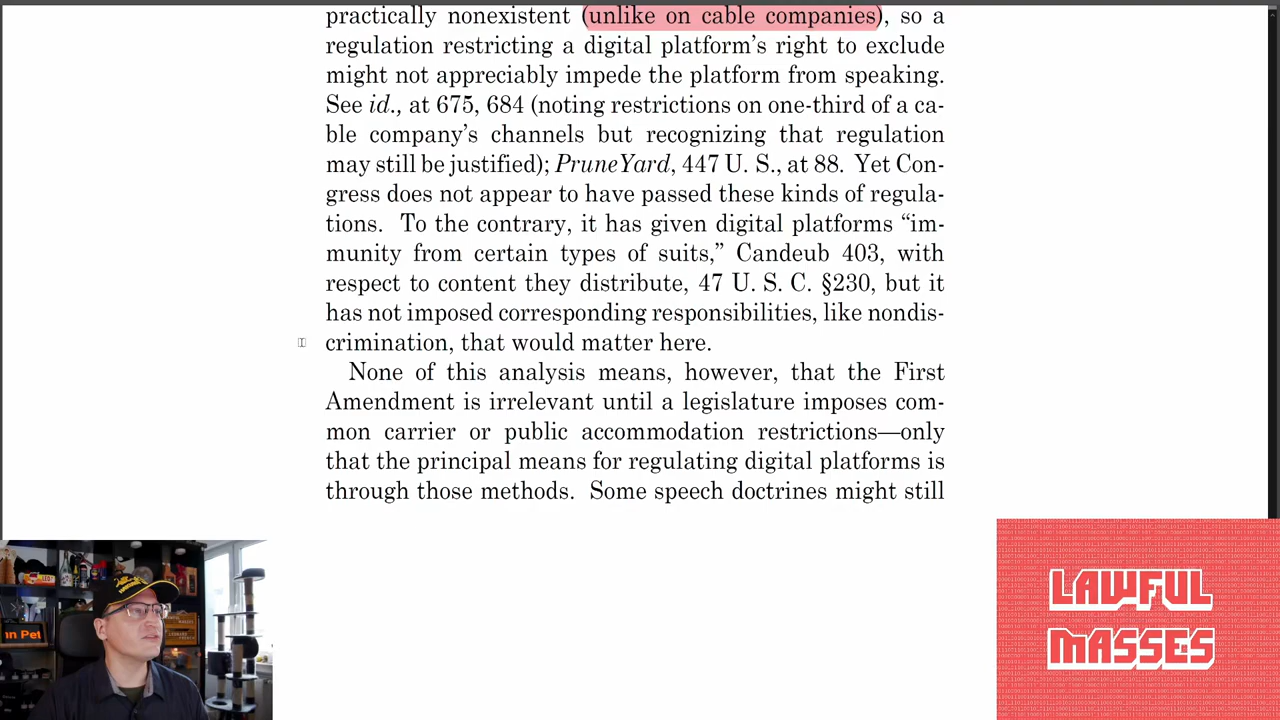 practically nonexistent (unlike on cable companies), so a
regulation restricting a digital platform’s right to exclude
might not appreciably impede the platform from speaking.
See id., at 675, 684 (noting restrictions on one-third of a ca-
ble company’s channels but recognizing that regulation
may still be justified); PruneYard, 447 U. S., at 88. Yet Con-
gress does not appear to have passed these kinds of regula-
tions. To the contrary, it has given digital platforms “im-
munity from certain types of suits,” Candeub 403, with
respect to content they distribute, 47 U. S. C. §230, but it
has not imposed corresponding responsibilities, like nondis-
crimination, that would matter here.
None of this analysis means, however, that the First
Amendment is irrelevant until a legislature imposes com-
mon carrier or public accommodation restrictions—only
that the principal means for regulating digital platforms is
through those methods. Some speech doctrines might still
LAWFUL
MASSES